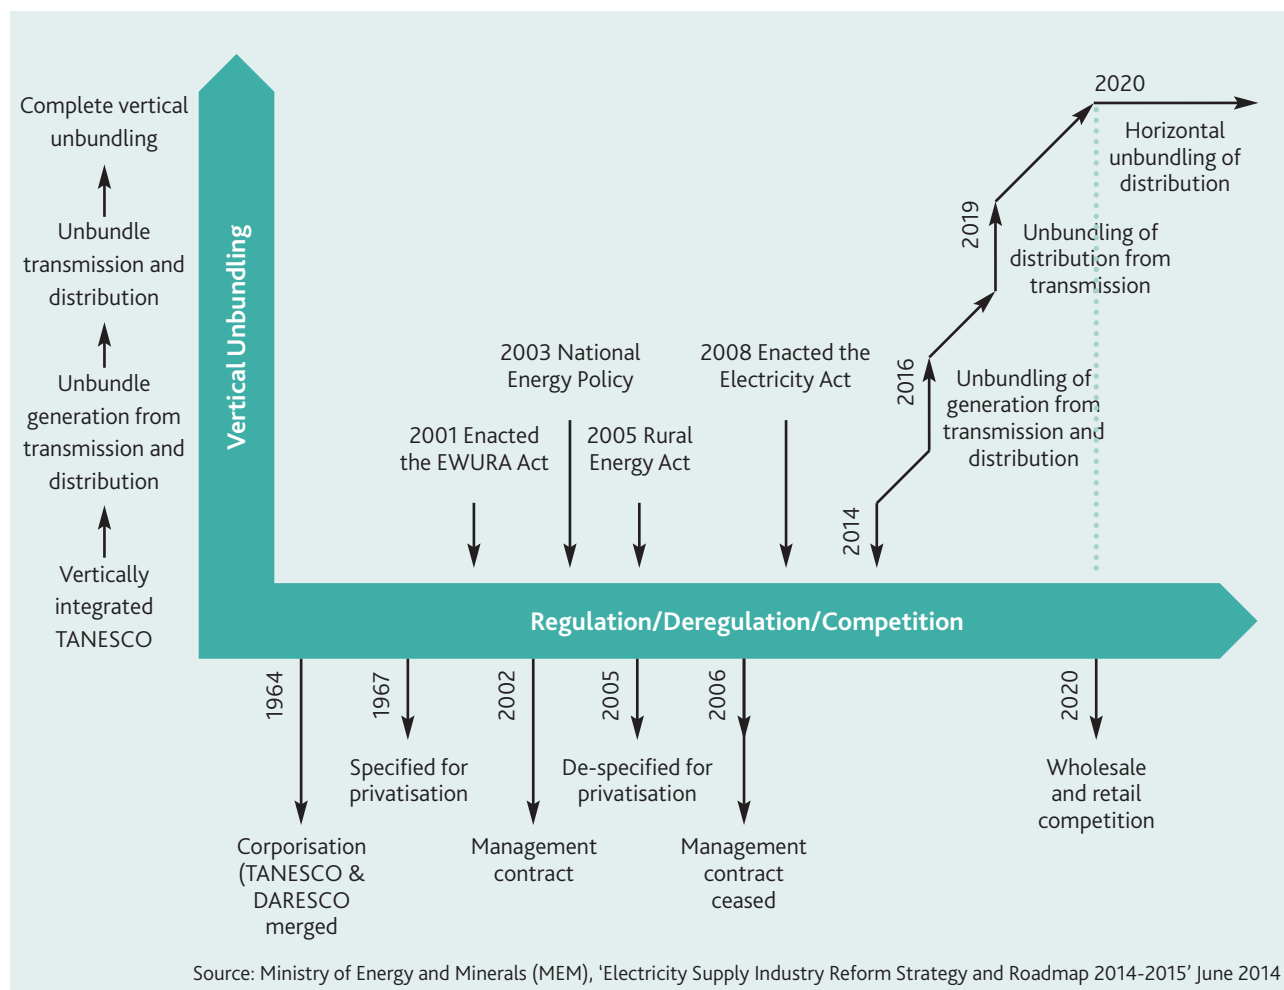 Complete vertical
unbundling
Unbundle
transmission and
distribution
Unbundle
generation from
transmission and
distribution
Vertically
integrated
TANESCO
Vertical Unbundling
2001 Enacted
the EWURA Act
2003 National
Energy Policy
2005 Rural
Energy Act
2008 Enacted the
Electricity Act
2014
2016
Unbundling of
generation from
transmission and
distribution
2019
Unbundling of
distribution from
transmission
2020
Horizontal
unbundling of
distribution
Regulation/Deregulation/Competition
1964
Corporisation
(TANESCO &
DARESCO
merged
1967
Specified for
privatisation
2002
Management
contract
2005
De-specified for
privatisation
2006
Management
contract
ceased
2020
Wholesale
and retail
competition
Source: Ministry of Energy and Minerals (MEM), ‘Electricity Supply Industry Reform Strategy and Roadmap 2014-2015’ June 2014